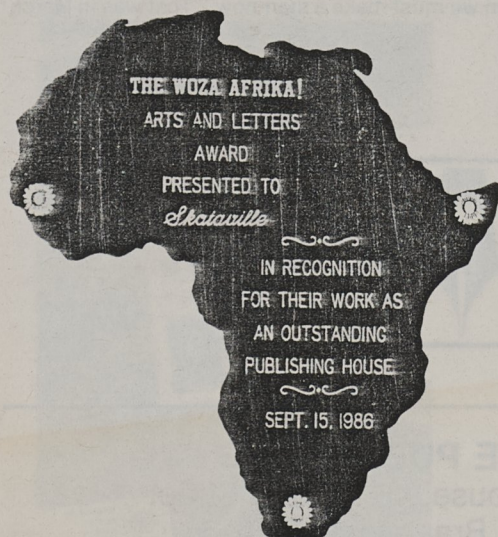 THE WOZA AFRIKA!
ARTS AND LETTERS
AWARD
PRESENTED TO
Skotaville
IN RECOGNITION
FOR THEIR WORK AS
AN OUTSTANDING
PUBLISHING HOUSE
SEPT. 15, 1986